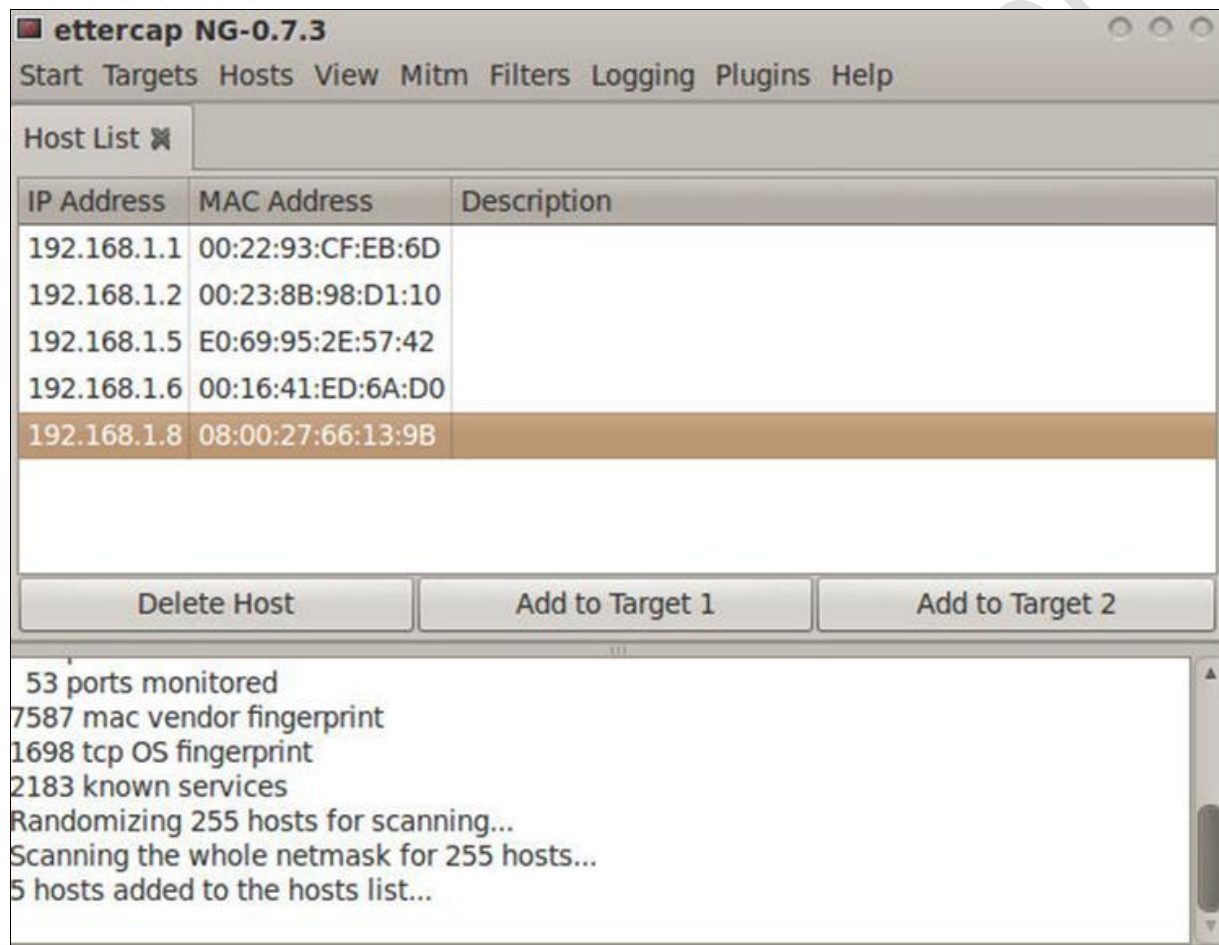 ettercap NG-0.7.3
Start Targets Hosts View Mitm Filters Logging Plugins Help
Host List
IP Address MAC Address Description
192.168.1.1 00:22:93:CF:EB:6D
192.168.1.2 00:23:8B:98:D1:10
192.168.1.5 E0:69:95:2E:57:42
192.168.1.6 00:16:41:ED:6A:D0
192.168.1.8 08:00:27:66:13:9B
Delete Host Add to Target 1 Add to Target 2
53 ports monitored
7587 mac vendor fingerprint
1698 tcp OS fingerprint
2183 known services
Randomizing 255 hosts for scanning...
Scanning the whole netmask for 255 hosts...
5 hosts added to the hosts list...